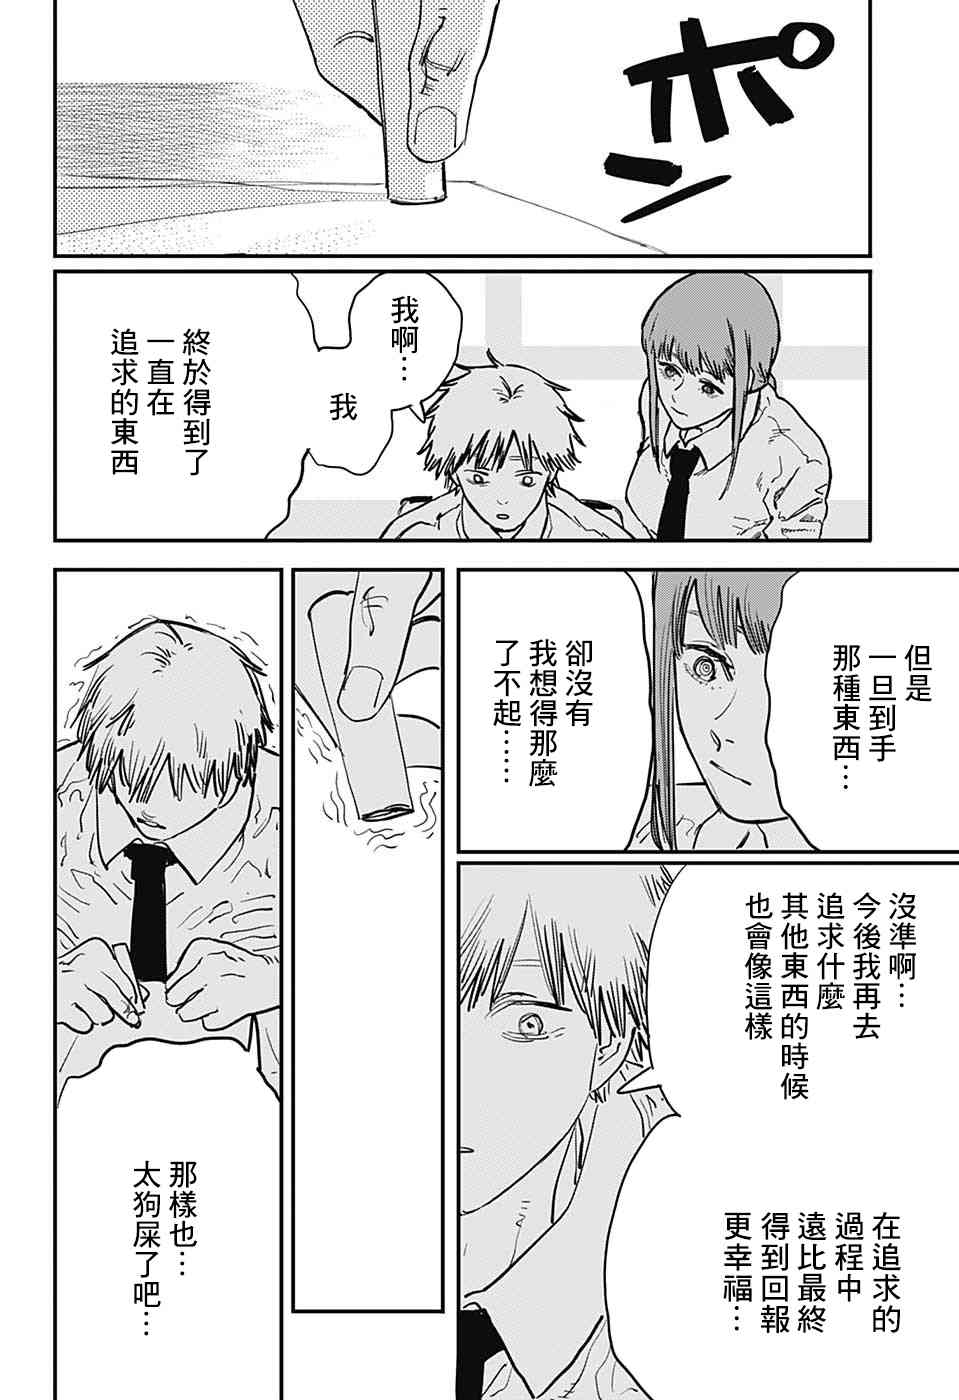 ポン
我啊…
我
終於得到了
一直在
追求的東西
但是
一旦到手
那種東西…
卻沒有
我想得那麼
了不起……
沒準啊…
今後我再去
追求什麼
其他東西的時候
也會像這樣
在追求的
過程中
遠比最終
得到回報
更幸福…
那樣也…
太狗屎了吧…